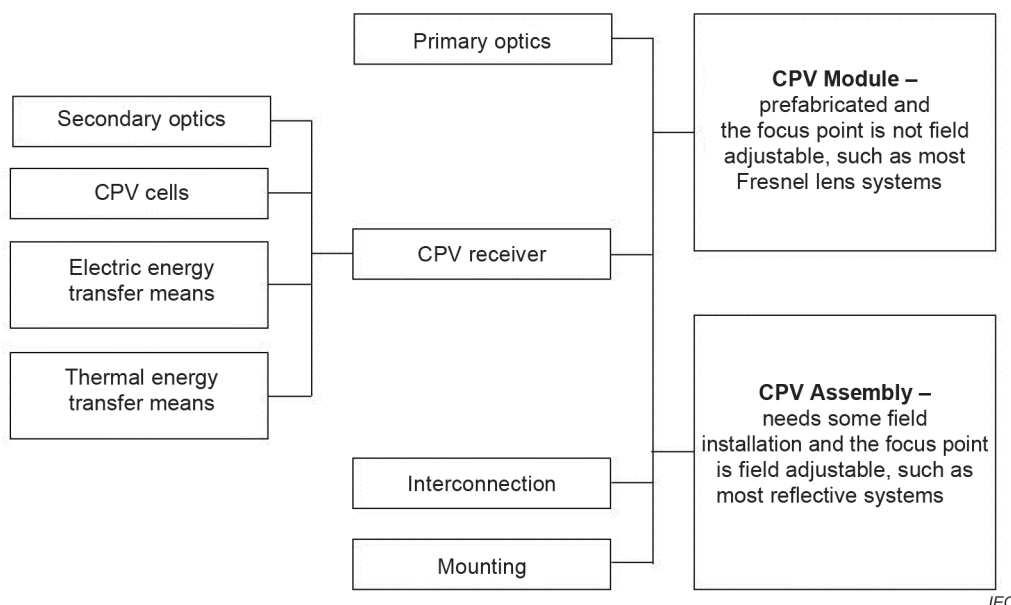 Primary optics
CPV Module –
prefabricated and
the focus point is not field
adjustable, such as most
Fresnel lens systems
Secondary optics
CPV cells
CPV receiver
Electric energy
transfer means
Thermal energy
transfer means
CPV Assembly –
needs some field
installation and the focus point
is field adjustable, such as
most reflective systems
Interconnection
Mounting
IEC